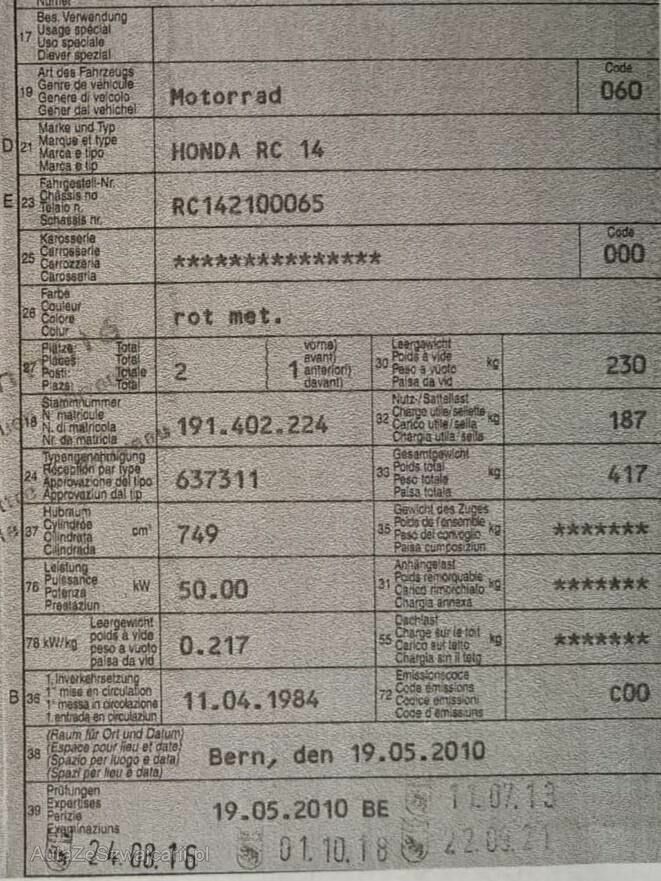 17 Bes. Verwendung
Usage spécial
Uso speciale
Diever spezial
19 Art des Fahrzeugs
Genre de véhicule
Genere di veicolo
Gener dal vehichel
Motorrad
Code
060
D 21 Marke und Typ
Marque et type
Marca e tipo
Marca e tip
HONDA RC 14
E 23 Fahrgestell-Nr.
Châssis no
Telaio n.
Schassis nr.
RC142100065
25 Karosserie
Carrosserie
Carrozzeria
Carossaria
***************
Code
000
26 Farbe
Couleur
Colore
Colur
rot met.
27 Plätze: Total
Places: Total
Posti: Totale
Plazs: Total
2
vorne)
avant)
1 anteriori)
davant)
30 Leergewicht
Poids à vide
Peso a vuoto
Paisa da vid
kg
230
18 Stammnummer
N° matricule
N. di matricola
Nr. da matricla
191.402.224
32 Nutz-/Sattellast
Charge utile/sellette
Carico utile/sella
Chargia utila/sella
kg
187
24 Typengenehmigung
Réception par type
Approvazione del tipo
Approvaziun dal tip
637311
33 Gesamtgewicht
Poids total
Peso totale
Paisa totala
kg
417
37 Hubraum
Cylindrée
Cilindrata
Cilindrada
cm³
749
35 Gewicht des Zuges
Poids de l'ensemble
Peso del convoglio
Paisa cumposiziun
kg
*******
76 Leistung
Puissance
Potenza
Prestaziun
kW
50.00
31 Anhängelast
Poids remorquable
Carico rimorchiato
Chargia annexa
kg
*******
78 kW/kg
Leergewicht
poids à vide
peso a vuoto
paisa da vid
0.217
55 Dachlast
Charge sur le toit
Carico sul tetto
Chargia sin il tetg
kg
*******
B 36 1. Inverkehrsetzung
1re mise en circulation
1a messa in circolazione
1. entrada en circulaziun
11.04.1984
72 Emissionscode
Code émissions
Codice emissioni
Code d'emissiuns
C00
38 (Raum für Ort und Datum)
(Espace pour lieu et date)
(Spazio per luogo e data)
(Spazi per lieu e data)
Bern, den 19.05.2010
39 Prüfungen
Expertises
Perizie
Examinaziuns
19.05.2010 BE
11.07.13
24.08.16
01.10.18
22.09.21